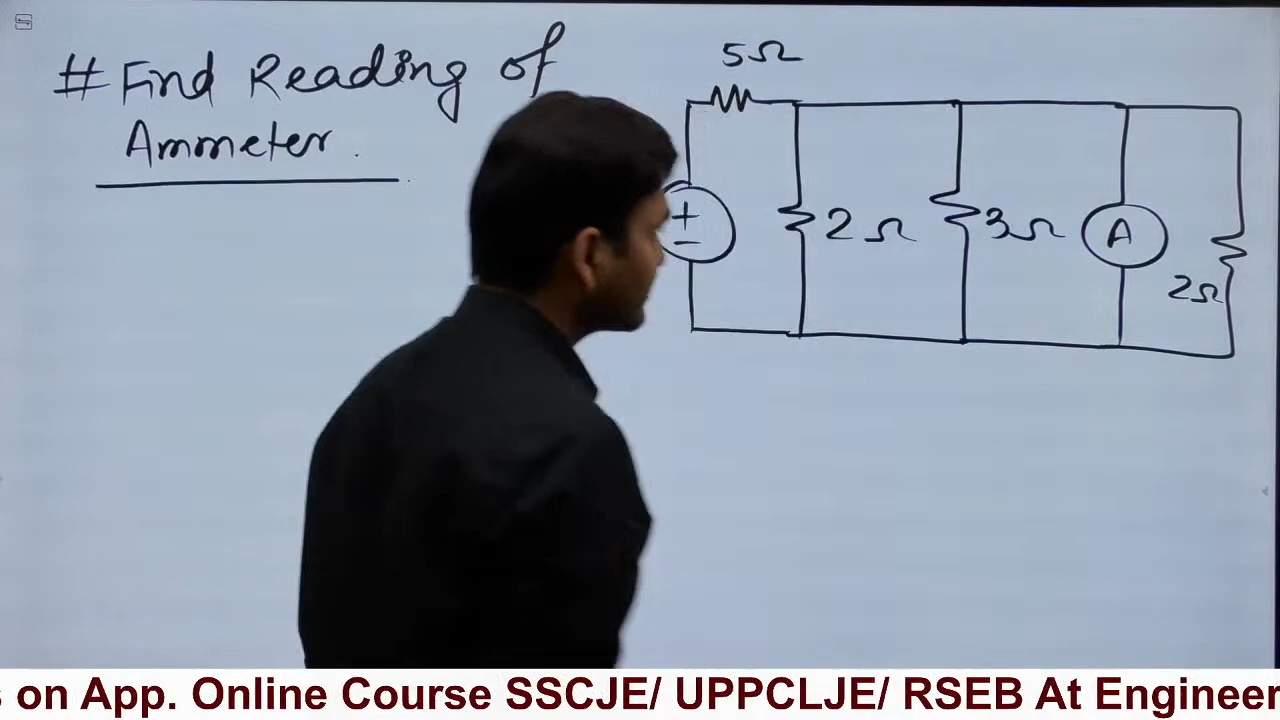 # Find Reading of
Ammeter.
5Ω
+
−
2Ω
3Ω
A
2Ω
on App. Online Course SSCJE/ UPPCLJE/ RSEB At Engineer